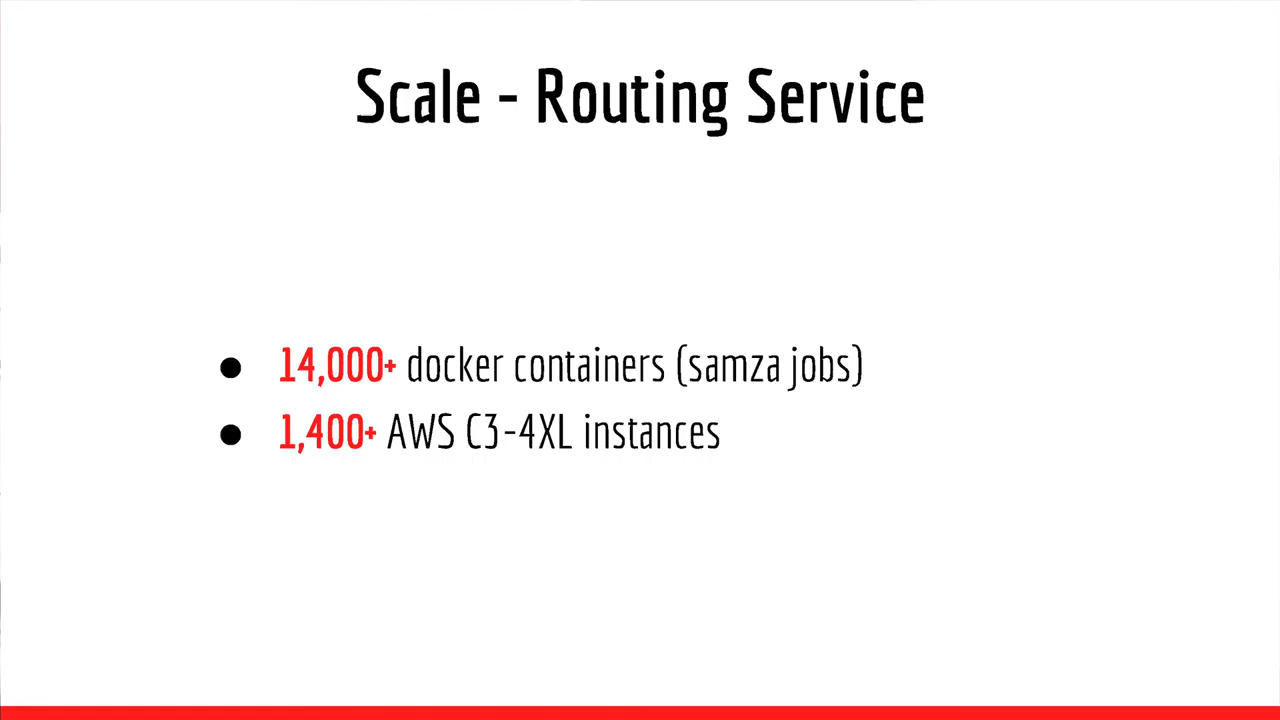 Scale - Routing Service
● 14,000+ docker containers (samza jobs)
● 1,400+ AWS C3-4XL instances